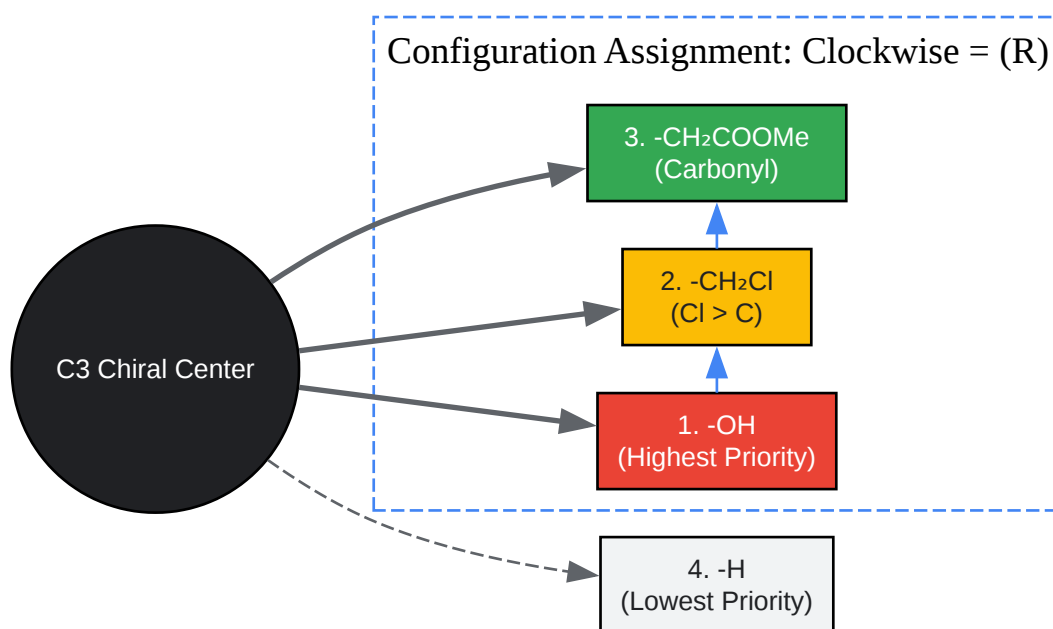 Configuration Assignment: Clockwise = (R)
3. -CH₂COOMe
(Carbonyl)
2. -CH₂Cl
(Cl > C)
C3 Chiral Center
1. -OH
(Highest Priority)
4. -H
(Lowest Priority)